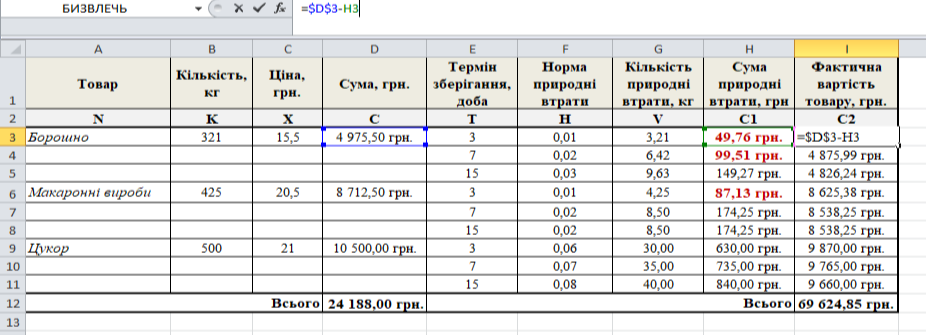 БИЗВЛЕЧЬ =$D$3-H3
A B C D E F G H I
1 Товар Кількість, кг Ціна, грн. Сума, грн. Термін зберігання, доба Норма природні втрати Кількість природні втрати, кг Сума природні втрати, грн Фактична вартість товару, грн.
2 N K X C T H V C1 C2
3 Борошно 321 15,5 4 975,50 грн. 3 0,01 3,21 49,76 грн. =$D$3-H3
4 7 0,02 6,42 99,51 грн. 4 875,99 грн.
5 15 0,03 9,63 149,27 грн. 4 826,24 грн.
6 Макаронні вироби 425 20,5 8 712,50 грн. 3 0,01 4,25 87,13 грн. 8 625,38 грн.
7 7 0,02 8,50 174,25 грн. 8 538,25 грн.
8 15 0,02 8,50 174,25 грн. 8 538,25 грн.
9 Цукор 500 21 10 500,00 грн. 3 0,06 30,00 630,00 грн. 9 870,00 грн.
10 7 0,07 35,00 735,00 грн. 9 765,00 грн.
11 15 0,08 40,00 840,00 грн. 9 660,00 грн.
12 Всього 24 188,00 грн. Всього 69 624,85 грн.
13